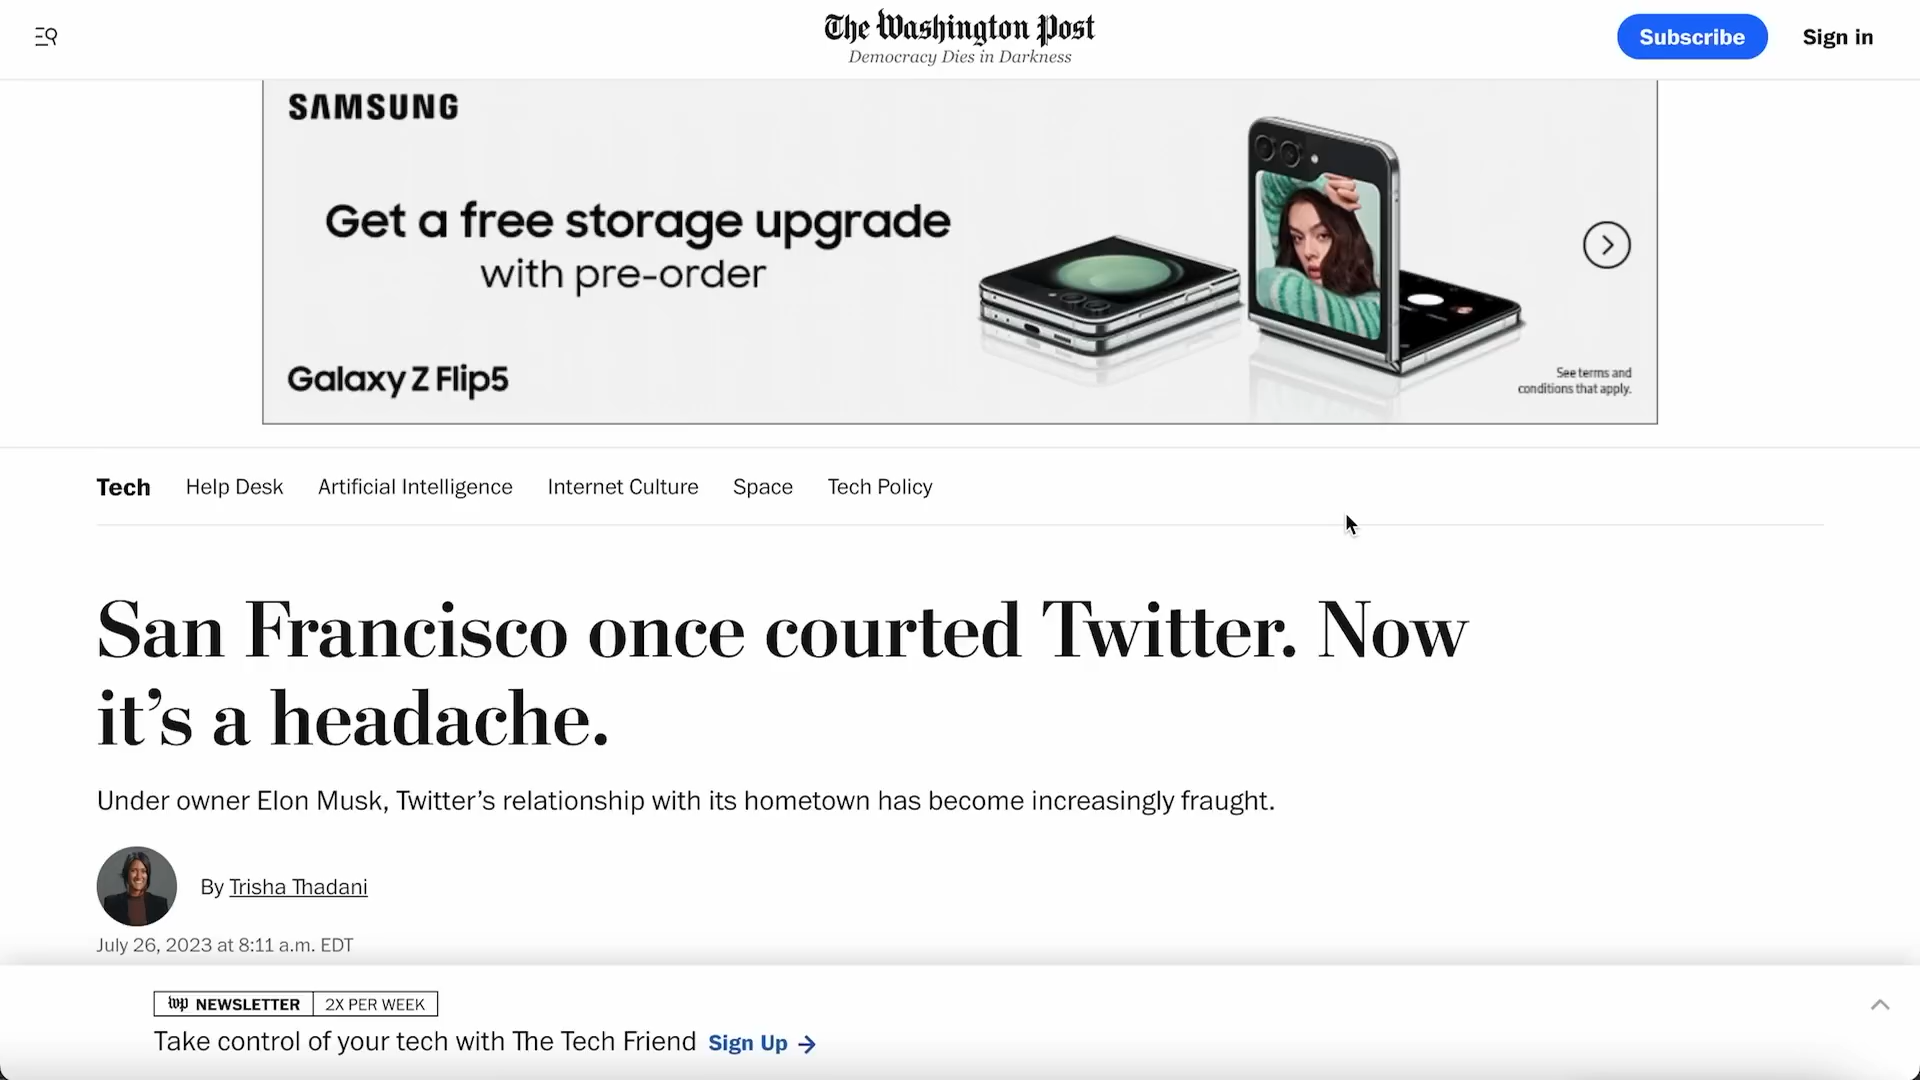 The Washington Post
Democracy Dies in Darkness
Subscribe
Sign in
SAMSUNG
Get a free storage upgrade
with pre-order
Galaxy Z Flip5
See terms and
conditions that apply.
Tech
Help Desk
Artificial Intelligence
Internet Culture
Space
Tech Policy
San Francisco once courted Twitter. Now
it’s a headache.
Under owner Elon Musk, Twitter’s relationship with its hometown has become increasingly fraught.
By Trisha Thadani
July 26, 2023 at 8:11 a.m. EDT
wp NEWSLETTER 2X PER WEEK
Take control of your tech with The Tech Friend Sign Up →